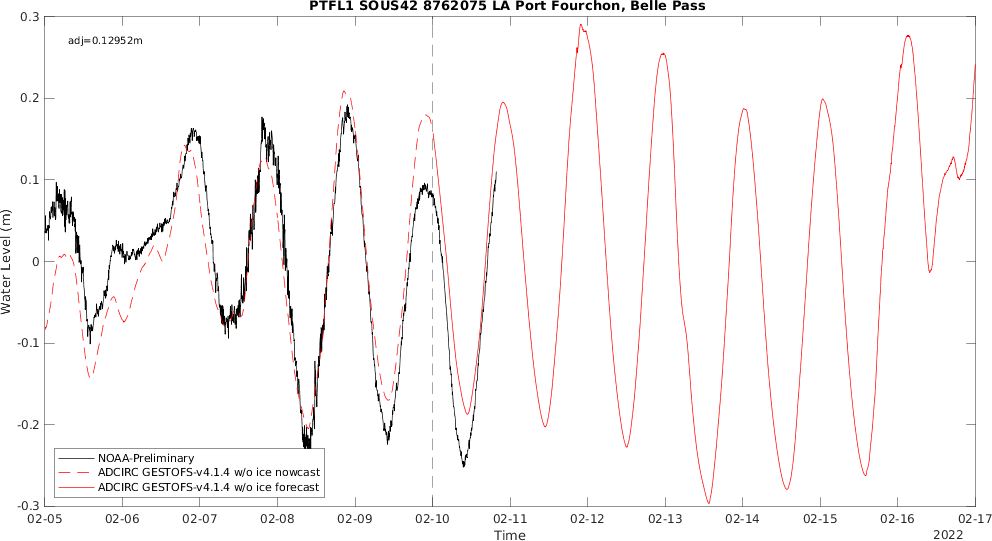 PTFL1 SOUS42 8762075 LA Port Fourchon, Belle Pass
adj=0.12952m
0.3
0.2
0.1
0
-0.1
-0.2
-0.3
Water Level (m)
NOAA-Preliminary
ADCIRC GESTOFS-v4.1.4 w/o ice nowcast
ADCIRC GESTOFS-v4.1.4 w/o ice forecast
02-05 02-06 02-07 02-08 02-09 02-10 02-11 02-12 02-13 02-14 02-15 02-16 02-17
Time
2022